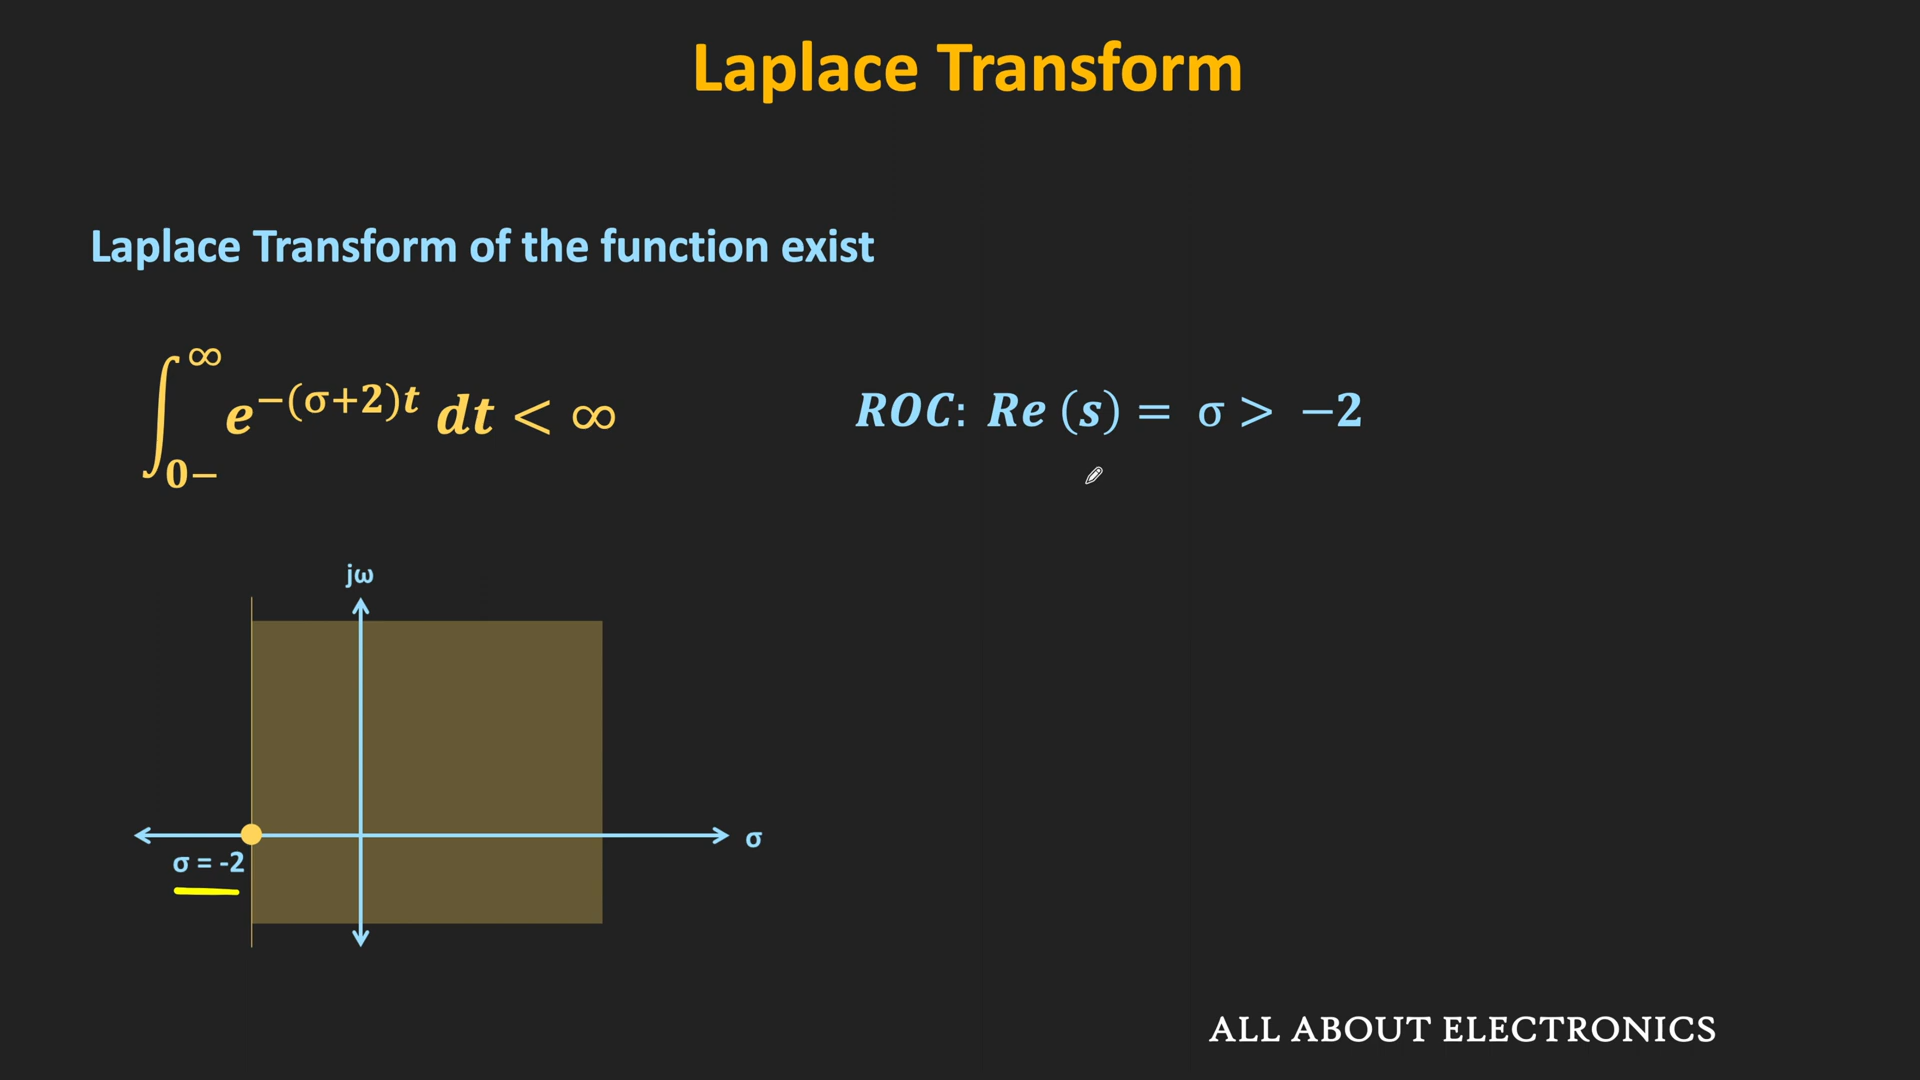 Laplace Transform
Laplace Transform of the function exist
∫₀₋^∞ e^{−(σ+2)t} dt < ∞
ROC: Re (s) = σ > −2
jω
σ
σ = -2
ALL ABOUT ELECTRONICS